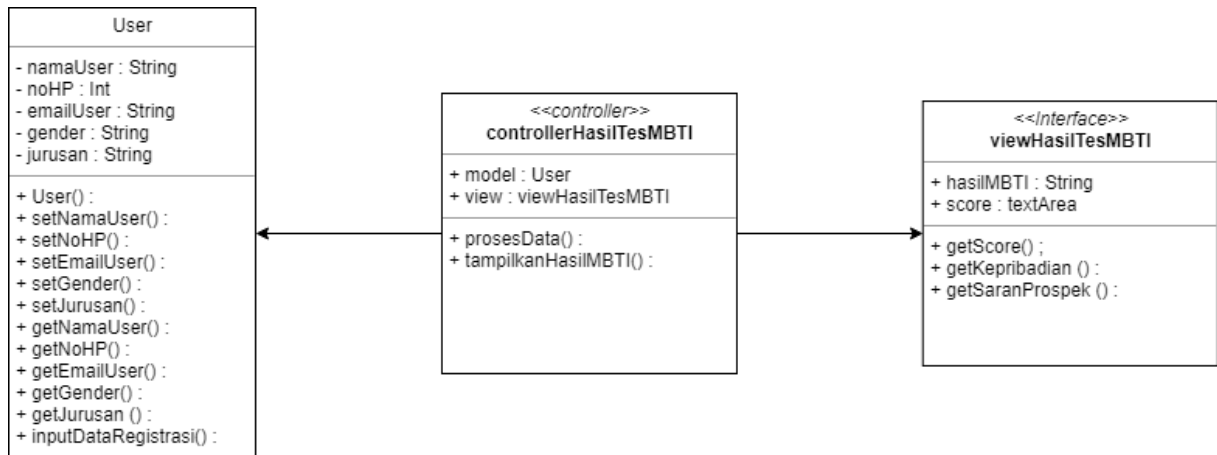 User
- namaUser : String
- noHP : Int
- emailUser : String
- gender : String
- jurusan : String
+ User() :
+ setNamaUser() :
+ setNoHP() :
+ setEmailUser() :
+ setGender() :
+ setJurusan() :
+ getNamaUser() :
+ getNoHP() :
+ getEmailUser() :
+ getGender() :
+ getJurusan () :
+ inputDataRegistrasi() :
<<controller>>
controllerHasilTesMBTI
+ model : User
+ view : viewHasilTesMBTI
+ prosesData() :
+ tampilkanHasilMBTI() :
<<Interface>>
viewHasilTesMBTI
+ hasilMBTI : String
+ score : textArea
+ getScore() ;
+ getKepribadian () :
+ getSaranProspek () :